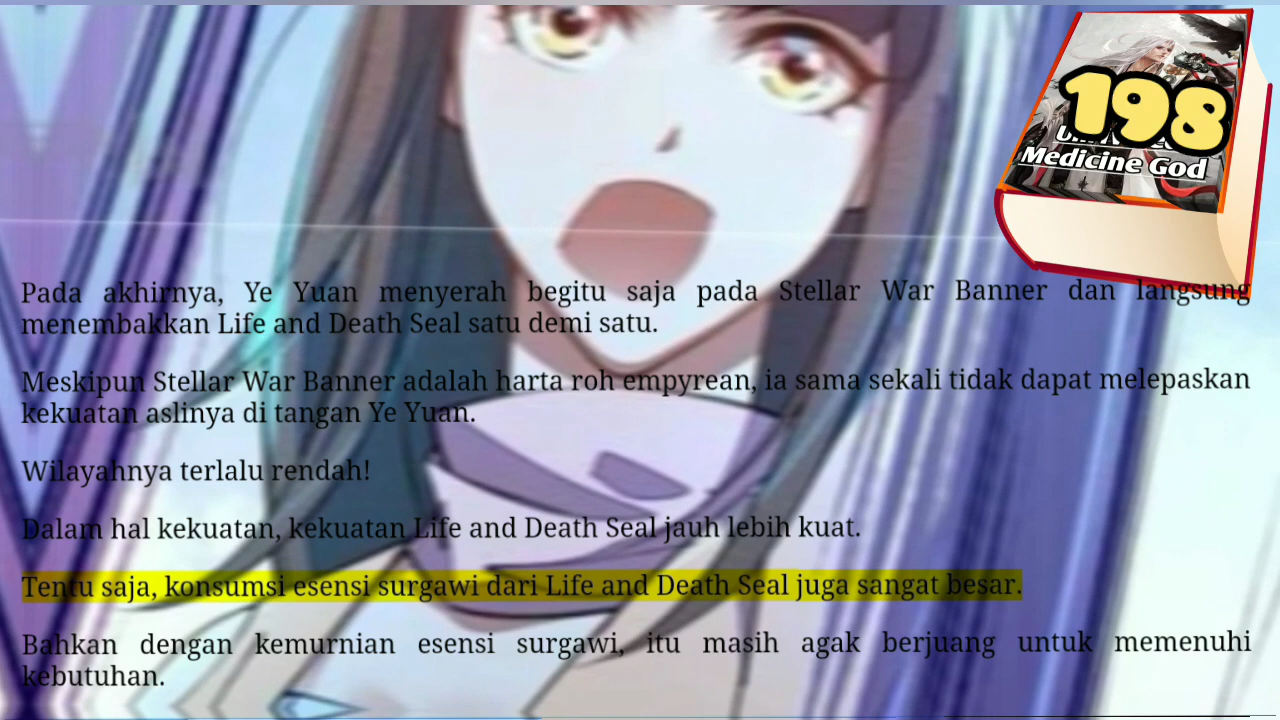 198
Medicine God
Pada akhirnya, Ye Yuan menyerah begitu saja pada Stellar War Banner dan langsung
menembakkan Life and Death Seal satu demi satu.
Meskipun Stellar War Banner adalah harta roh empyrean, ia sama sekali tidak dapat melepaskan
kekuatan aslinya di tangan Ye Yuan.
Wilayahnya terlalu rendah!
Dalam hal kekuatan, kekuatan Life and Death Seal jauh lebih kuat.
Tentu saja, konsumsi esensi surgawi dari Life and Death Seal juga sangat besar.
Bahkan dengan kemurnian esensi surgawi, itu masih agak berjuang untuk memenuhi
kebutuhan.